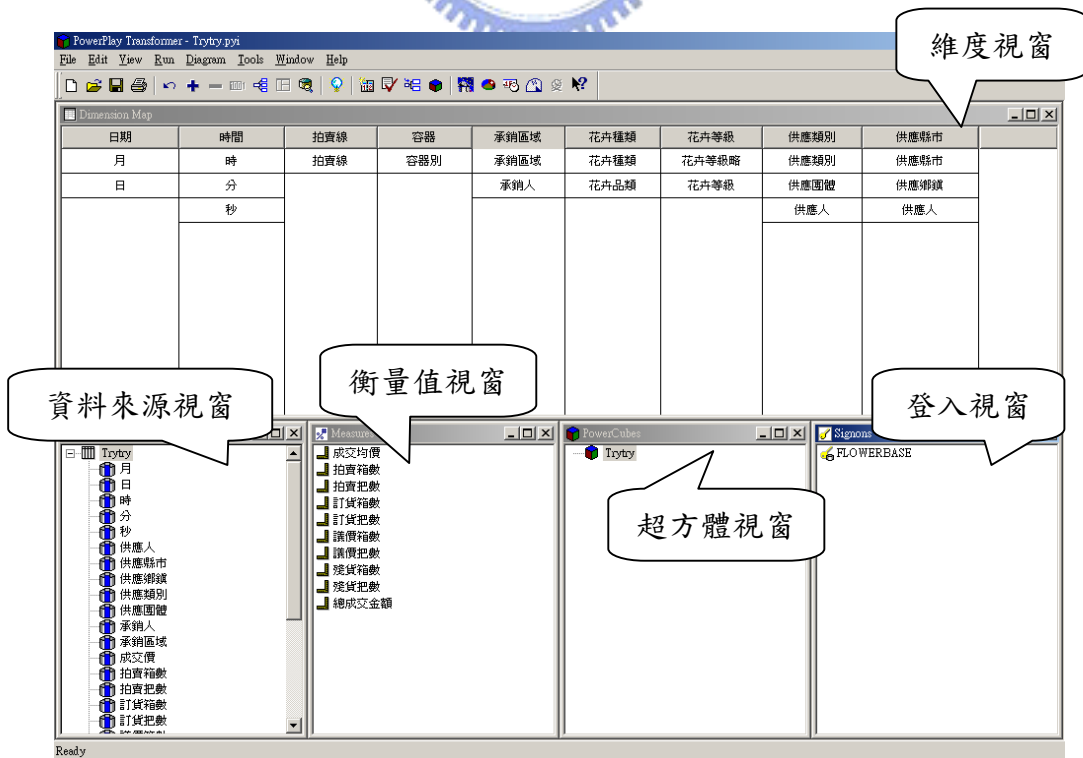 維度視窗
PowerPlay Transformer - Trytry.pyi
File Edit View Run Diagram Tools Window Help
Dimension Map
日期 時間 拍賣線 容器 承銷區域 花卉種類 花卉等級 供應類別 供應縣市
月 時 拍賣線 容器別 承銷區域 花卉種類 花卉等級略 供應類別 供應縣市
日 分 承銷人 花卉品類 花卉等級 供應團體 供應鄉鎮
秒 供應人 供應人
資料來源視窗
衡量值視窗
登入視窗
超方體視窗
Trytry
月
日
時
分
秒
供應人
供應縣市
供應鄉鎮
供應類別
供應團體
承銷人
承銷區域
成交價
拍賣箱數
拍賣把數
訂貨箱數
訂貨把數
Measures
成交均價
拍賣箱數
拍賣把數
訂貨箱數
訂貨把數
議價箱數
議價把數
殘貨箱數
殘貨把數
總成交金額
PowerCubes
Trytry
Signons
FLOWERBASE
Ready